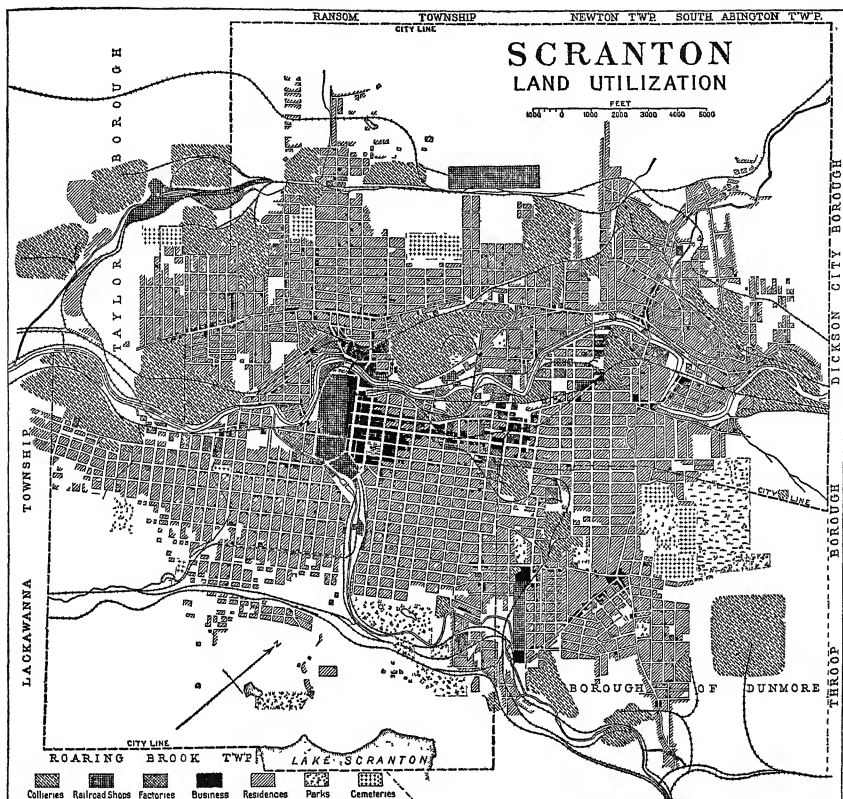 RANSOM TOWNSHIP NEWTON TWP. SOUTH ABINGTON T'W'P.
CITY LINE
SCRANTON
LAND UTILIZATION
FEET
1000 0 1000 2000 3000 4000 5000
TAYLOR BOROUGH
DICKSON CITY BOROUGH
CITY LINE
LACKAWANNA TOWNSHIP
THROOP BOROUGH
N
BOROUGH OF DUNMORE
CITY LINE
ROARING BROOK TWP.
LAKE SCRANTON
Collieries Railroad Shops Factories Business Residences Parks Cemeteries